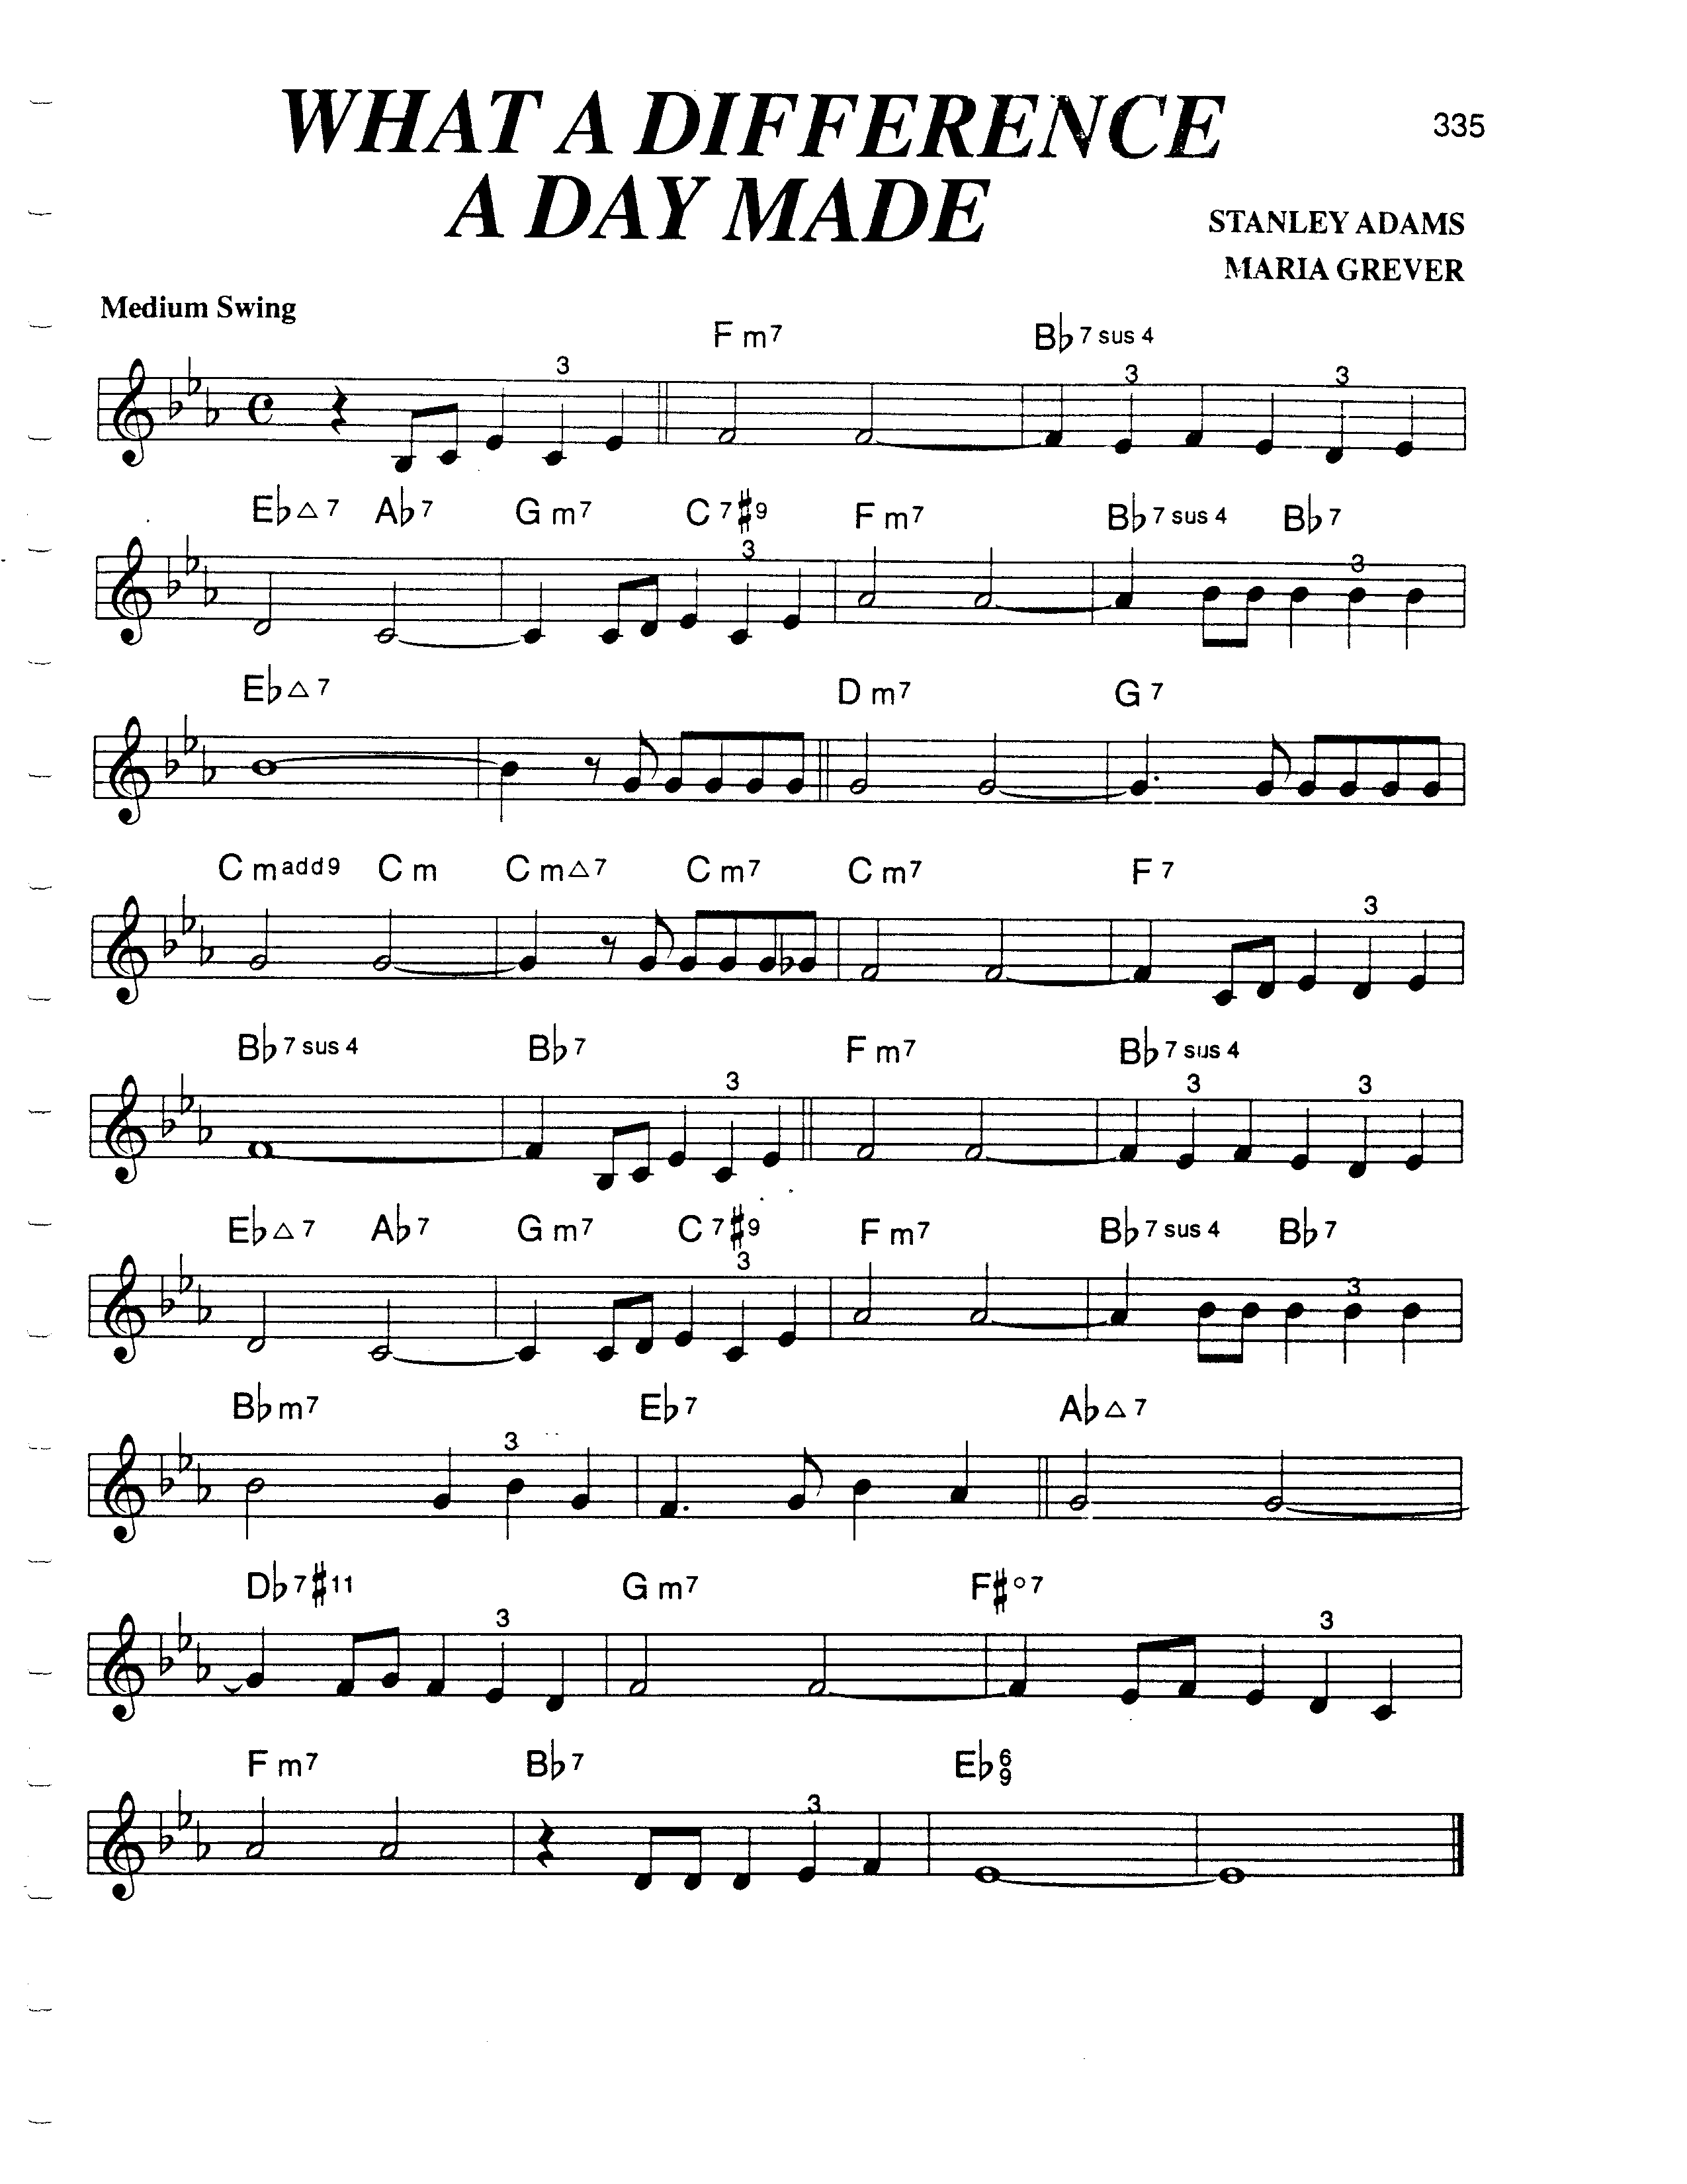 WHAT A DIFFERENCE
335
A DAY MADE
STANLEY ADAMS
MARIA GREVER
Medium Swing
F m7 B♭7 sus 4
3 3 3
E♭△7 A♭7 G m7 C 7♯9 F m7 B♭7 sus 4 B♭7
3 3
E♭△7 D m7 G 7
C m add9 C m C m△7 C m7 C m7 F 7
3
B♭7 sus 4 B♭7 F m7 B♭7 sus 4
3 3 3
E♭△7 A♭7 G m7 C 7♯9 F m7 B♭7 sus 4 B♭7
3 3
B♭m7 E♭7 A♭△7
3
D♭7♯11 G m7 F♯○7
3 3
F m7 B♭7 E♭6 9
3